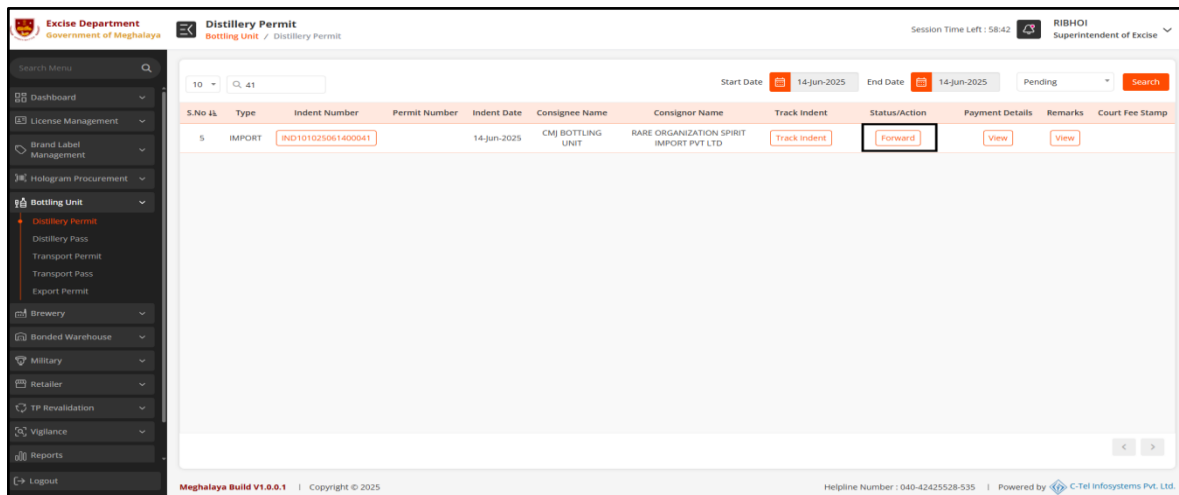 Excise Department
Government of Meghalaya
Distillery Permit
Bottling Unit / Distillery Permit
Session Time Left : 58:42
RIBHOI
Superintendent of Excise
Search Menu
Dashboard
License Management
Brand Label
Management
Hologram Procurement
Bottling Unit
Distillery Permit
Distillery Pass
Transport Permit
Transport Pass
Export Permit
Brewery
Bonded Warehouse
Military
Retailer
TP Revalidation
Vigilance
Reports
Logout
10 41 Start Date 14-Jun-2025 End Date 14-Jun-2025 Pending Search
S.No Type Indent Number Permit Number Indent Date Consignee Name Consignor Name Track Indent Status/Action Payment Details Remarks Court Fee Stamp
5 IMPORT IND101025061400041 14-Jun-2025 CMJ BOTTLING UNIT RARE ORGANIZATION SPIRIT IMPORT PVT LTD Track Indent Forward View View
Meghalaya Build V1.0.0.1 | Copyright © 2025 Helpline Number : 040-42425528-535 | Powered by C-Tel Infosystems Pvt. Ltd.